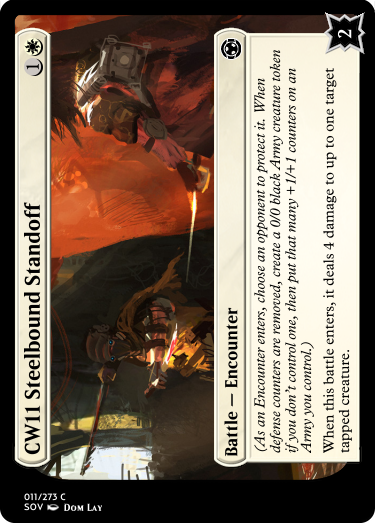 CW11 Steelbound Standoff
1
Battle — Encounter
(As an Encounter enters, choose an opponent to protect it. When
defense counters are removed, create a 0/0 black Army creature token
if you don't control one, then put that many +1/+1 counters on an
Army you control.)
When this battle enters, it deals 4 damage to up to one target
tapped creature.
2
011/273 C
SOV DOM LAY